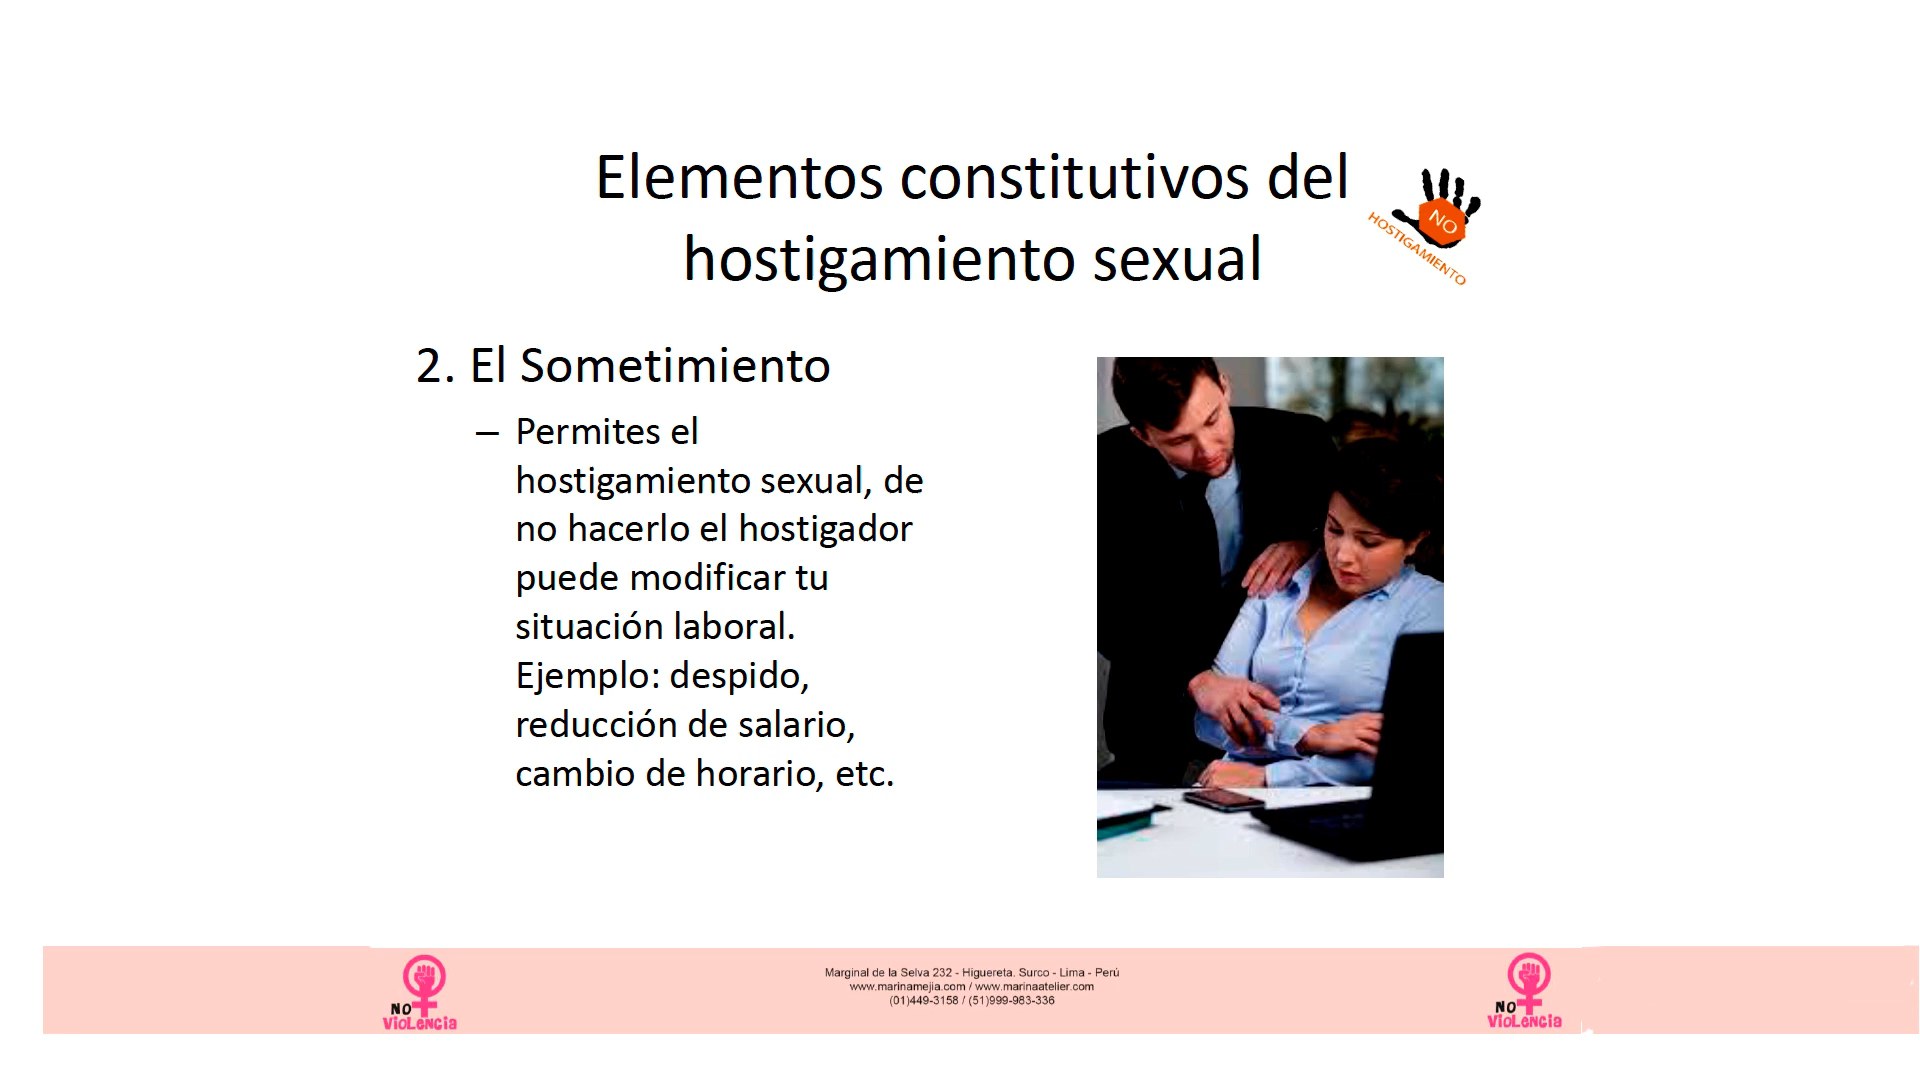 Elementos constitutivos del
hostigamiento sexual
NO
HOSTIGAMIENTO
2. El Sometimiento
– Permites el
hostigamiento sexual, de
no hacerlo el hostigador
puede modificar tu
situación laboral.
Ejemplo: despido,
reducción de salario,
cambio de horario, etc.
NO
VioLencia
Marginal de la Selva 232 - Higuereta. Surco - Lima - Perú
www.marinamejia.com / www.marinaatelier.com
(01)449-3158 / (51)999-983-336
NO
VioLencia